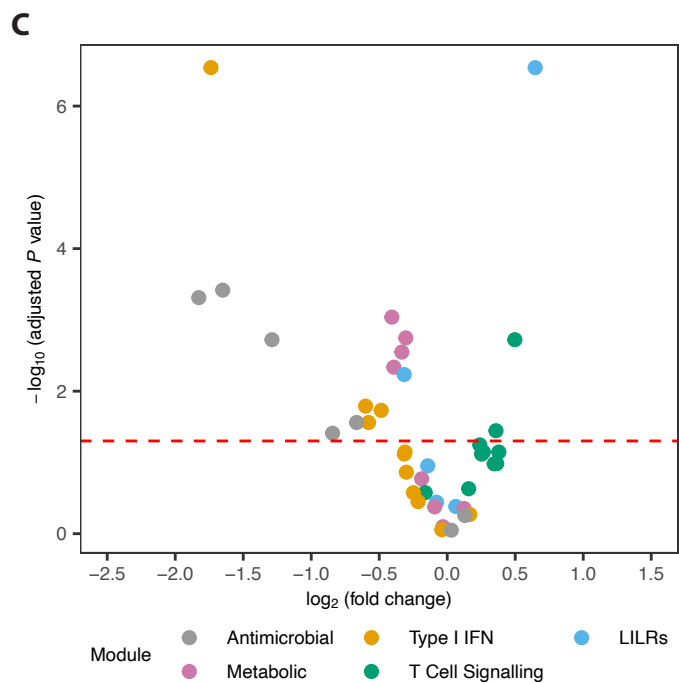 C
6
4
2
0
−log10 (adjusted P value)
−2.5 −2.0 −1.5 −1.0 −0.5 0.0 0.5 1.0 1.5
log2 (fold change)
Module
Antimicrobial Type I IFN LILRs
Metabolic T Cell Signalling